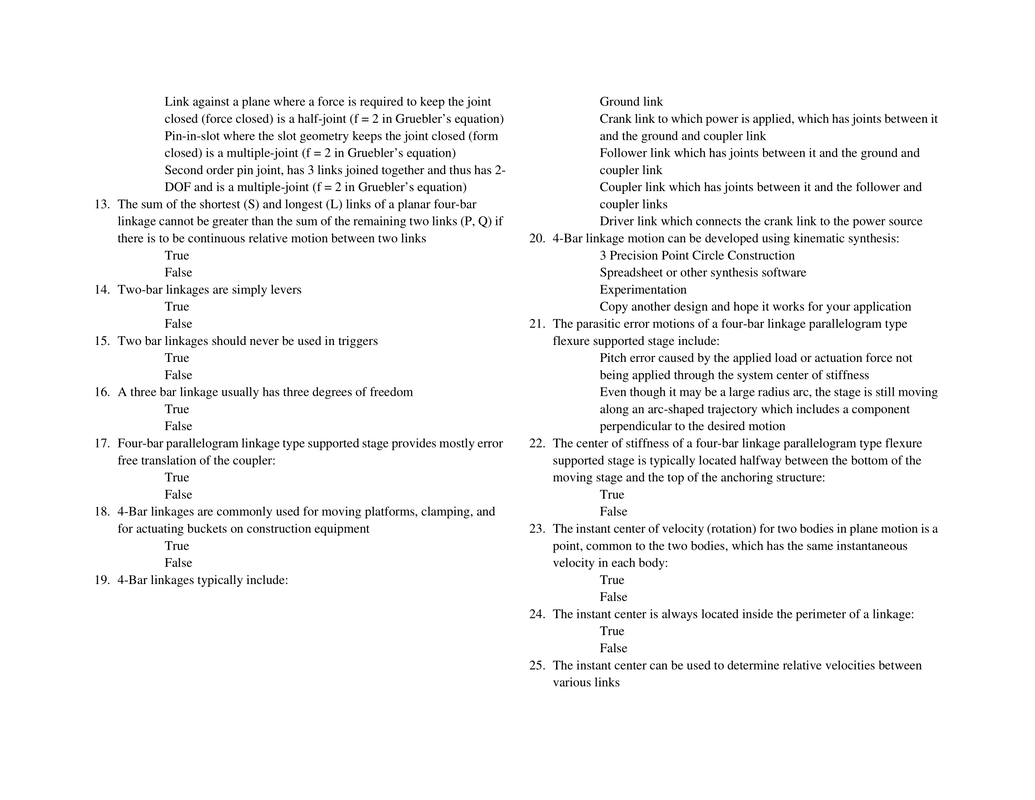 Link against a plane where a force is required to keep the joint
closed (force closed) is a half-joint (f = 2 in Gruebler’s equation)
Pin-in-slot where the slot geometry keeps the joint closed (form
closed) is a multiple-joint (f = 2 in Gruebler’s equation)
Second order pin joint, has 3 links joined together and thus has 2-
DOF and is a multiple-joint (f = 2 in Gruebler’s equation)
13. The sum of the shortest (S) and longest (L) links of a planar four-bar
linkage cannot be greater than the sum of the remaining two links (P, Q) if
there is to be continuous relative motion between two links
True
False
14. Two-bar linkages are simply levers
True
False
15. Two bar linkages should never be used in triggers
True
False
16. A three bar linkage usually has three degrees of freedom
True
False
17. Four-bar parallelogram linkage type supported stage provides mostly error
free translation of the coupler:
True
False
18. 4-Bar linkages are commonly used for moving platforms, clamping, and
for actuating buckets on construction equipment
True
False
19. 4-Bar linkages typically include:
Ground link
Crank link to which power is applied, which has joints between it
and the ground and coupler link
Follower link which has joints between it and the ground and
coupler link
Coupler link which has joints between it and the follower and
coupler links
Driver link which connects the crank link to the power source
20. 4-Bar linkage motion can be developed using kinematic synthesis:
3 Precision Point Circle Construction
Spreadsheet or other synthesis software
Experimentation
Copy another design and hope it works for your application
21. The parasitic error motions of a four-bar linkage parallelogram type
flexure supported stage include:
Pitch error caused by the applied load or actuation force not
being applied through the system center of stiffness
Even though it may be a large radius arc, the stage is still moving
along an arc-shaped trajectory which includes a component
perpendicular to the desired motion
22. The center of stiffness of a four-bar linkage parallelogram type flexure
supported stage is typically located halfway between the bottom of the
moving stage and the top of the anchoring structure:
True
False
23. The instant center of velocity (rotation) for two bodies in plane motion is a
point, common to the two bodies, which has the same instantaneous
velocity in each body:
True
False
24. The instant center is always located inside the perimeter of a linkage:
True
False
25. The instant center can be used to determine relative velocities between
various links